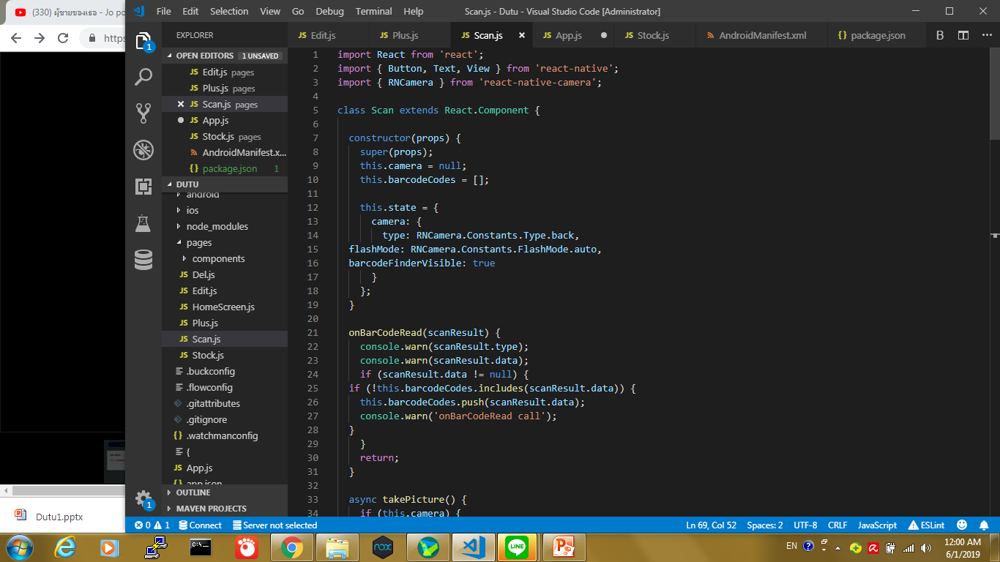 (330) ผู้ชายของเธอ - Jo po
https
Dutu1.pptx
File Edit Selection View Go Debug Terminal Help
Scan.js - Dutu - Visual Studio Code [Administrator]
EXPLORER
OPEN EDITORS 1 UNSAVED
JS Edit.js pages
JS Plus.js pages
JS Scan.js pages
JS App.js
JS Stock.js pages
AndroidManifest.x...
{} package.json 1
DUTU
android
ios
node_modules
pages
components
JS Del.js
JS Edit.js
JS HomeScreen.js
JS Plus.js
JS Scan.js
JS Stock.js
.buckconfig
.flowconfig
.gitattributes
.gitignore
{} .watchmanconfig
{
JS App.js
{} app.json
OUTLINE
MAVEN PROJECTS
1
1
JS Edit.js JS Plus.js JS Scan.js JS App.js JS Stock.js AndroidManifest.xml {} package.json B
1 import React from 'react';
2 import { Button, Text, View } from 'react-native';
3 import { RNCamera } from 'react-native-camera';
4
5 class Scan extends React.Component {
6
7 constructor(props) {
8 super(props);
9 this.camera = null;
10 this.barcodeCodes = [];
11
12 this.state = {
13 camera: {
14 type: RNCamera.Constants.Type.back,
15 flashMode: RNCamera.Constants.FlashMode.auto,
16 barcodeFinderVisible: true
17 }
18 };
19 }
20
21 onBarCodeRead(scanResult) {
22 console.warn(scanResult.type);
23 console.warn(scanResult.data);
24 if (scanResult.data != null) {
25 if (!this.barcodeCodes.includes(scanResult.data)) {
26 this.barcodeCodes.push(scanResult.data);
27 console.warn('onBarCodeRead call');
28 }
29 }
30 return;
31 }
32
33 async takePicture() {
34 if (this.camera) {
0 1 Connect Server not selected Ln 69, Col 52 Spaces: 2 UTF-8 CRLF JavaScript ESLint
C:\
nox
LINE
EN
12:00 AM
6/1/2019